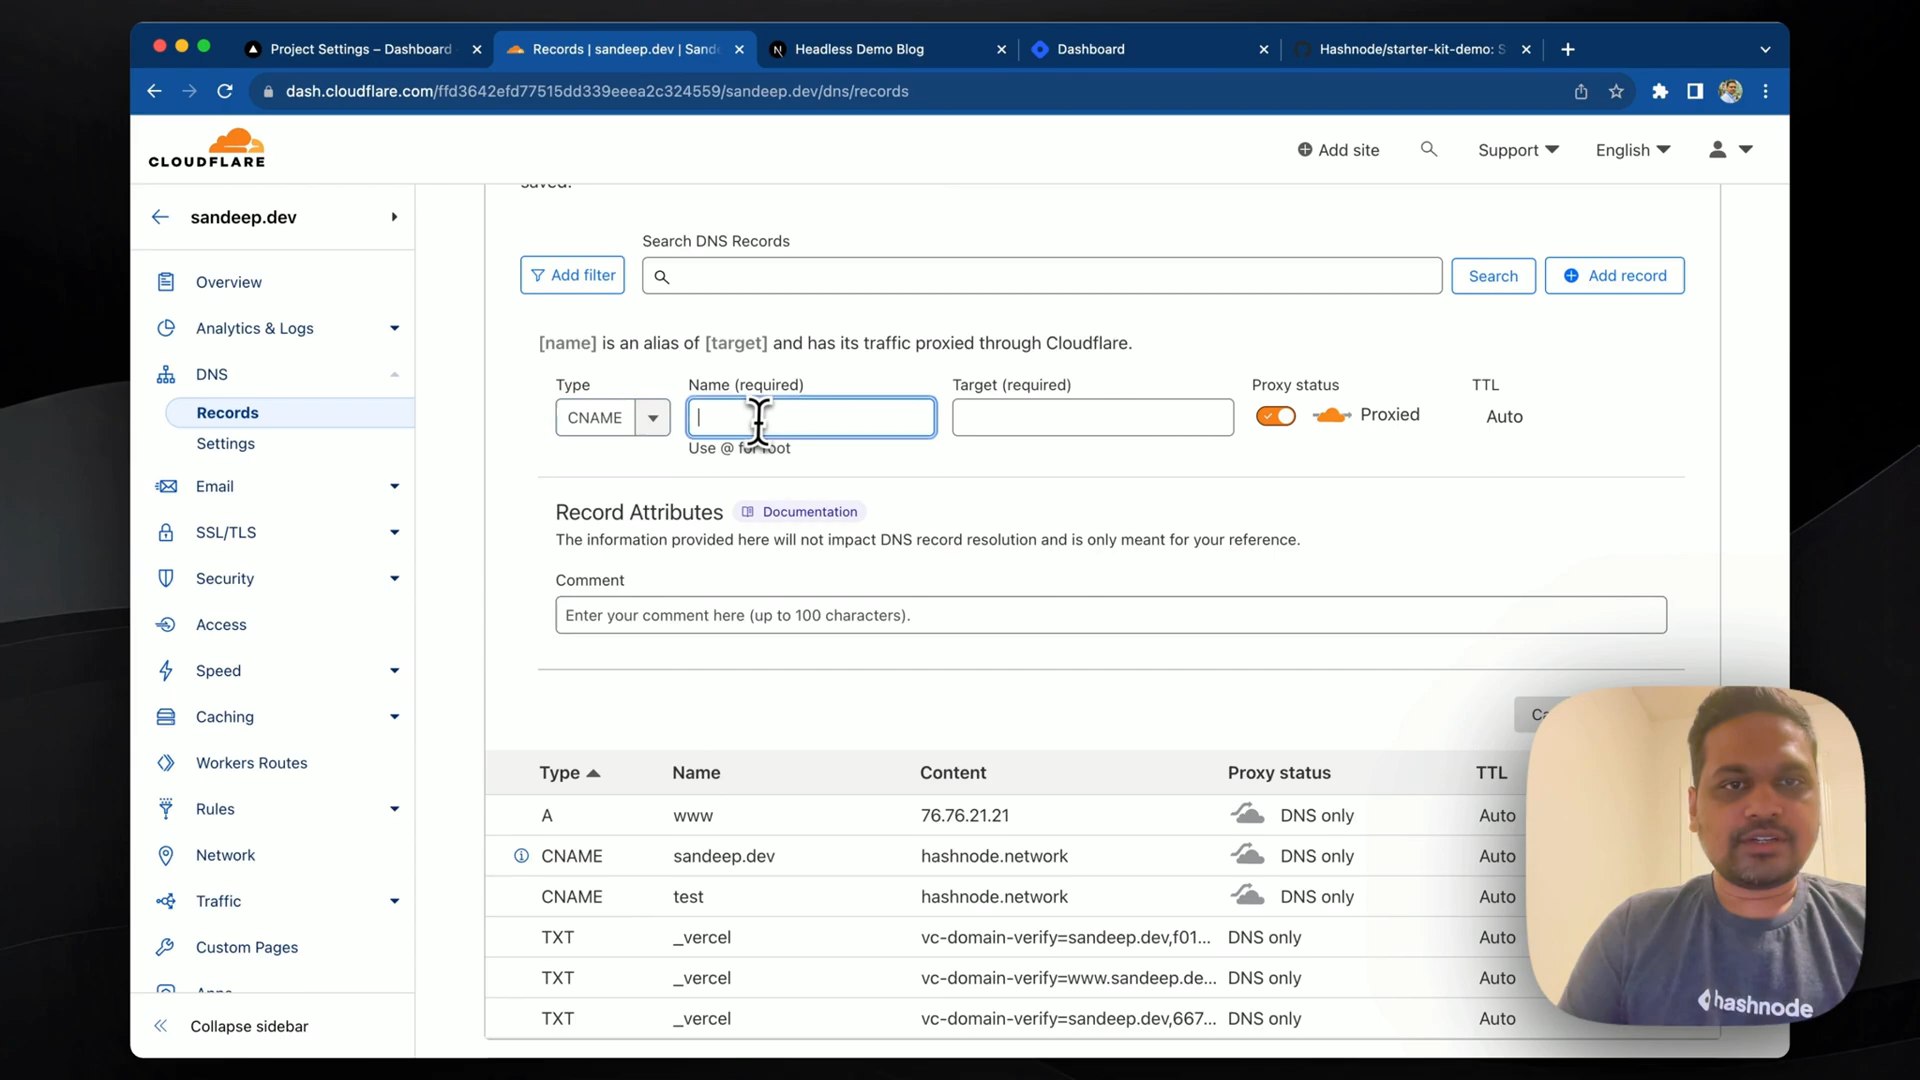 Project Settings – Dashboard
Records | sandeep.dev | Sand
Headless Demo Blog
Dashboard
Hashnode/starter-kit-demo: S
dash.cloudflare.com/ffd3642efd77515dd339eeea2c324559/sandeep.dev/dns/records
CLOUDFLARE
Add site
Support
English
sandeep.dev
Overview
Analytics & Logs
DNS
Records
Settings
Email
SSL/TLS
Security
Access
Speed
Caching
Workers Routes
Rules
Network
Traffic
Custom Pages
Collapse sidebar
saved.
Search DNS Records
Add filter
Search
Add record
[name] is an alias of [target] and has its traffic proxied through Cloudflare.
Type
Name (required)
Target (required)
Proxy status
TTL
CNAME
Proxied
Auto
Use @ for root
Record Attributes
Documentation
The information provided here will not impact DNS record resolution and is only meant for your reference.
Comment
Enter your comment here (up to 100 characters).
Type Name Content Proxy status TTL
A www 76.76.21.21 DNS only Auto
CNAME sandeep.dev hashnode.network DNS only Auto
CNAME test hashnode.network DNS only Auto
TXT _vercel vc-domain-verify=sandeep.dev,f01... DNS only Auto
TXT _vercel vc-domain-verify=www.sandeep.de... DNS only Auto
TXT _vercel vc-domain-verify=sandeep.dev,667... DNS only Auto
hashnode